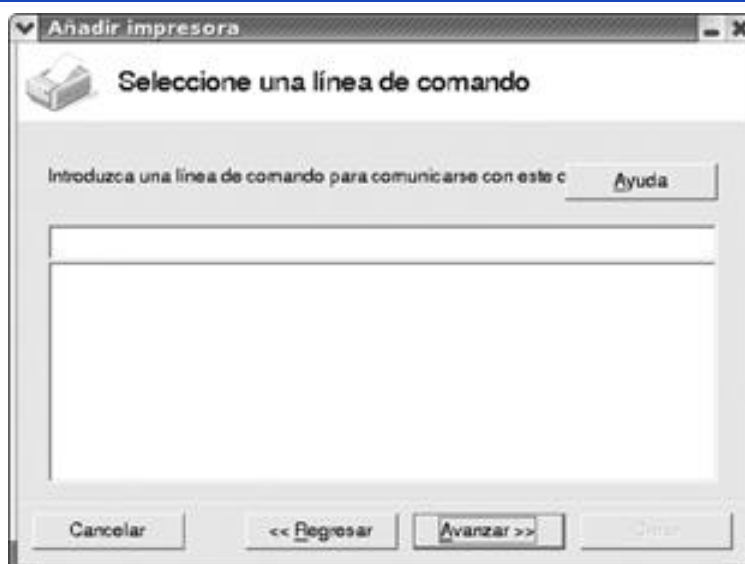 Añadir impresora
Seleccione una línea de comando
Introduzca una línea de comando para comunicarse con este c
Ayuda
Cancelar
<< Regresar
Avanzar >>